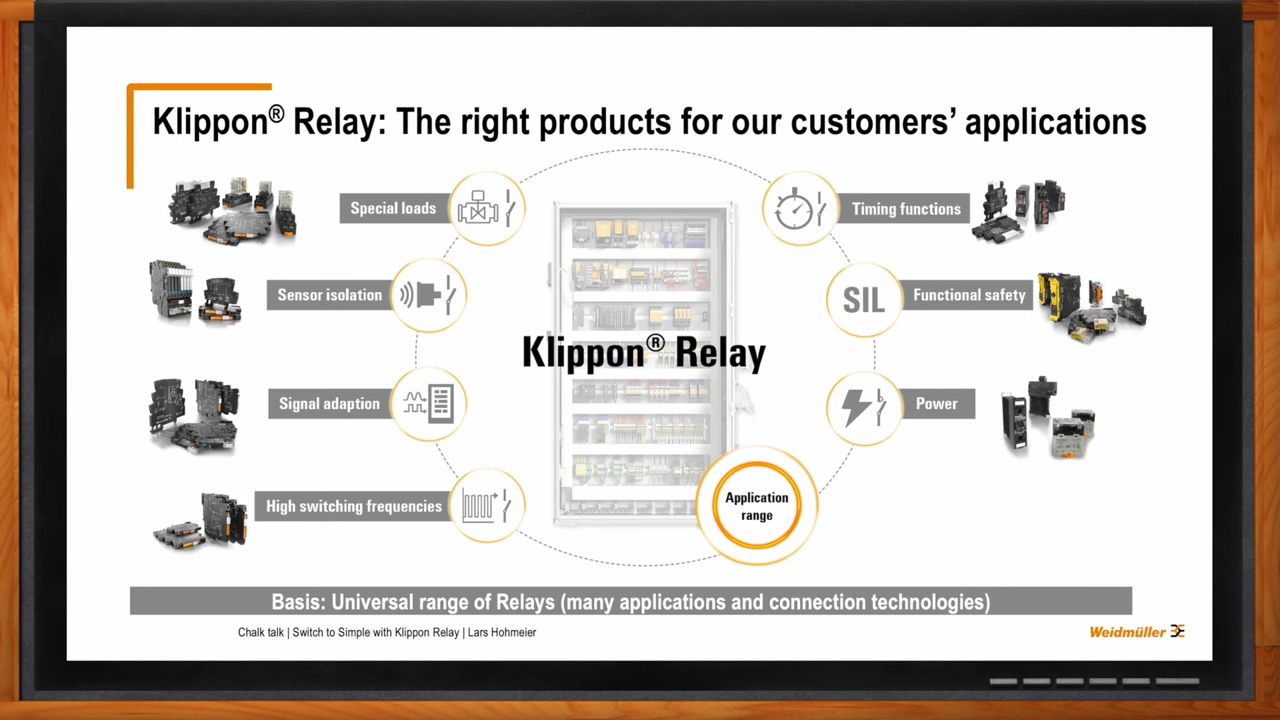 Klippon® Relay: The right products for our customers' applications
Special loads
Timing functions
Sensor isolation
SIL
Functional safety
Klippon® Relay
Signal adaption
Power
High switching frequencies
Application
range
Basis: Universal range of Relays (many applications and connection technologies)
Chalk talk | Switch to Simple with Klippon Relay | Lars Hohmeier
Weidmüller